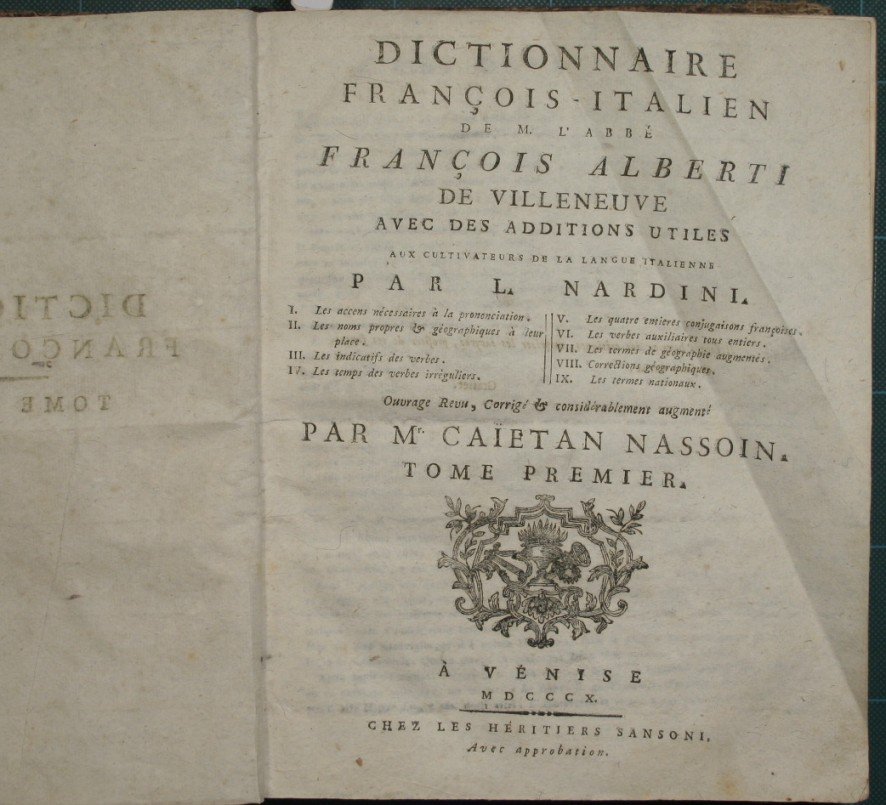 DICTIONNAIRE
FRANÇOIS-ITALIEN
DE M. L'ABBÉ
FRANÇOIS ALBERTI
DE VILLENEUVE
AVEC DES ADDITIONS UTILES
AUX CULTIVATEURS DE LA LANGUE ITALIENNE
PAR L. NARDINI.
I. Les accens nécessaires à la prononciation.
II. Les noms propres & géographiques à leur
place.
III. Les indicatifs des verbes.
IV. Les temps des verbes irréguliers.
V. Les quatre entieres conjugaisons françoises.
VI. Les verbes auxiliaires tous entiers.
VII. Les termes de géographie augmentés.
VIII. Corrections géographiques.
IX. Les termes nationaux.
Ouvrage Revu, Corrigé & considérablement augmenté
PAR Mr. CAÏETAN NASSOIN.
TOME PREMIER.
À VÉNISE
MDCCCX.
CHEZ LES HÉRITIERS SANSONI.
Avec approbation.
DICTIO
FRANÇO
TOME